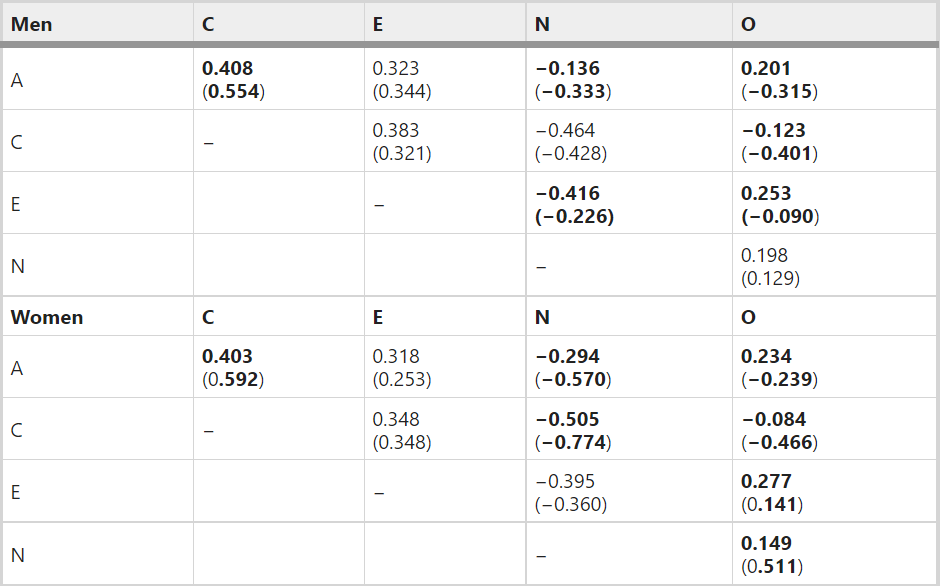 Men C E N O
A 0.408 0.323 −0.136 0.201
(0.554) (0.344) (−0.333) (−0.315)
C – 0.383 −0.464 −0.123
(0.321) (−0.428) (−0.401)
E – −0.416 0.253
(−0.226) (−0.090)
N – 0.198
(0.129)
Women C E N O
A 0.403 0.318 −0.294 0.234
(0.592) (0.253) (−0.570) (−0.239)
C – 0.348 −0.505 −0.084
(0.348) (−0.774) (−0.466)
E – −0.395 0.277
(−0.360) (0.141)
N – 0.149
(0.511)